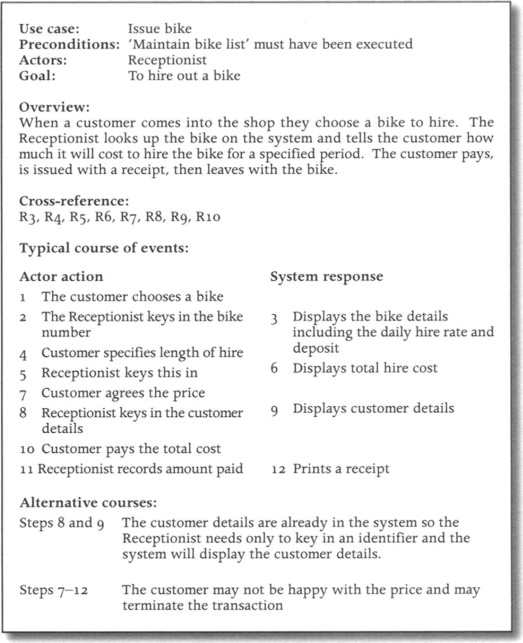 Use case: Issue bike
Preconditions: 'Maintain bike list' must have been executed
Actors: Receptionist
Goal: To hire out a bike
Overview:
When a customer comes into the shop they choose a bike to hire. The
Receptionist looks up the bike on the system and tells the customer how
much it will cost to hire the bike for a specified period. The customer pays,
is issued with a receipt, then leaves with the bike.
Cross-reference:
R3, R4, R5, R6, R7, R8, R9, R10
Typical course of events:
Actor action System response
1 The customer chooses a bike
2 The Receptionist keys in the bike
number
3 Displays the bike details
including the daily hire rate and
deposit
4 Customer specifies length of hire
5 Receptionist keys this in
6 Displays total hire cost
7 Customer agrees the price
8 Receptionist keys in the customer
details
9 Displays customer details
10 Customer pays the total cost
11 Receptionist records amount paid
12 Prints a receipt
Alternative courses:
Steps 8 and 9 The customer details are already in the system so the
Receptionist needs only to key in an identifier and the
system will display the customer details.
Steps 7–12 The customer may not be happy with the price and may
terminate the transaction